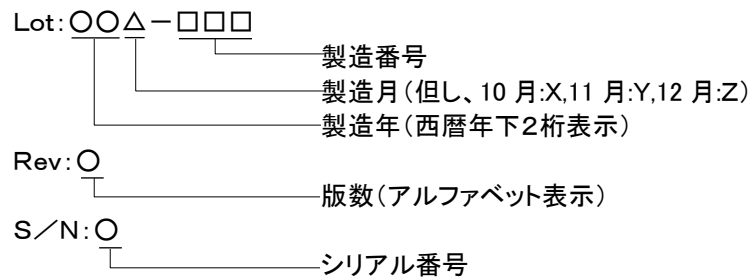 Lot:○○△－□□□
製造番号
製造月(但し、10 月:X,11 月:Y,12 月:Z)
製造年(西暦年下2桁表示)
Rev:○
版数(アルファベット表示)
S／N:○
シリアル番号